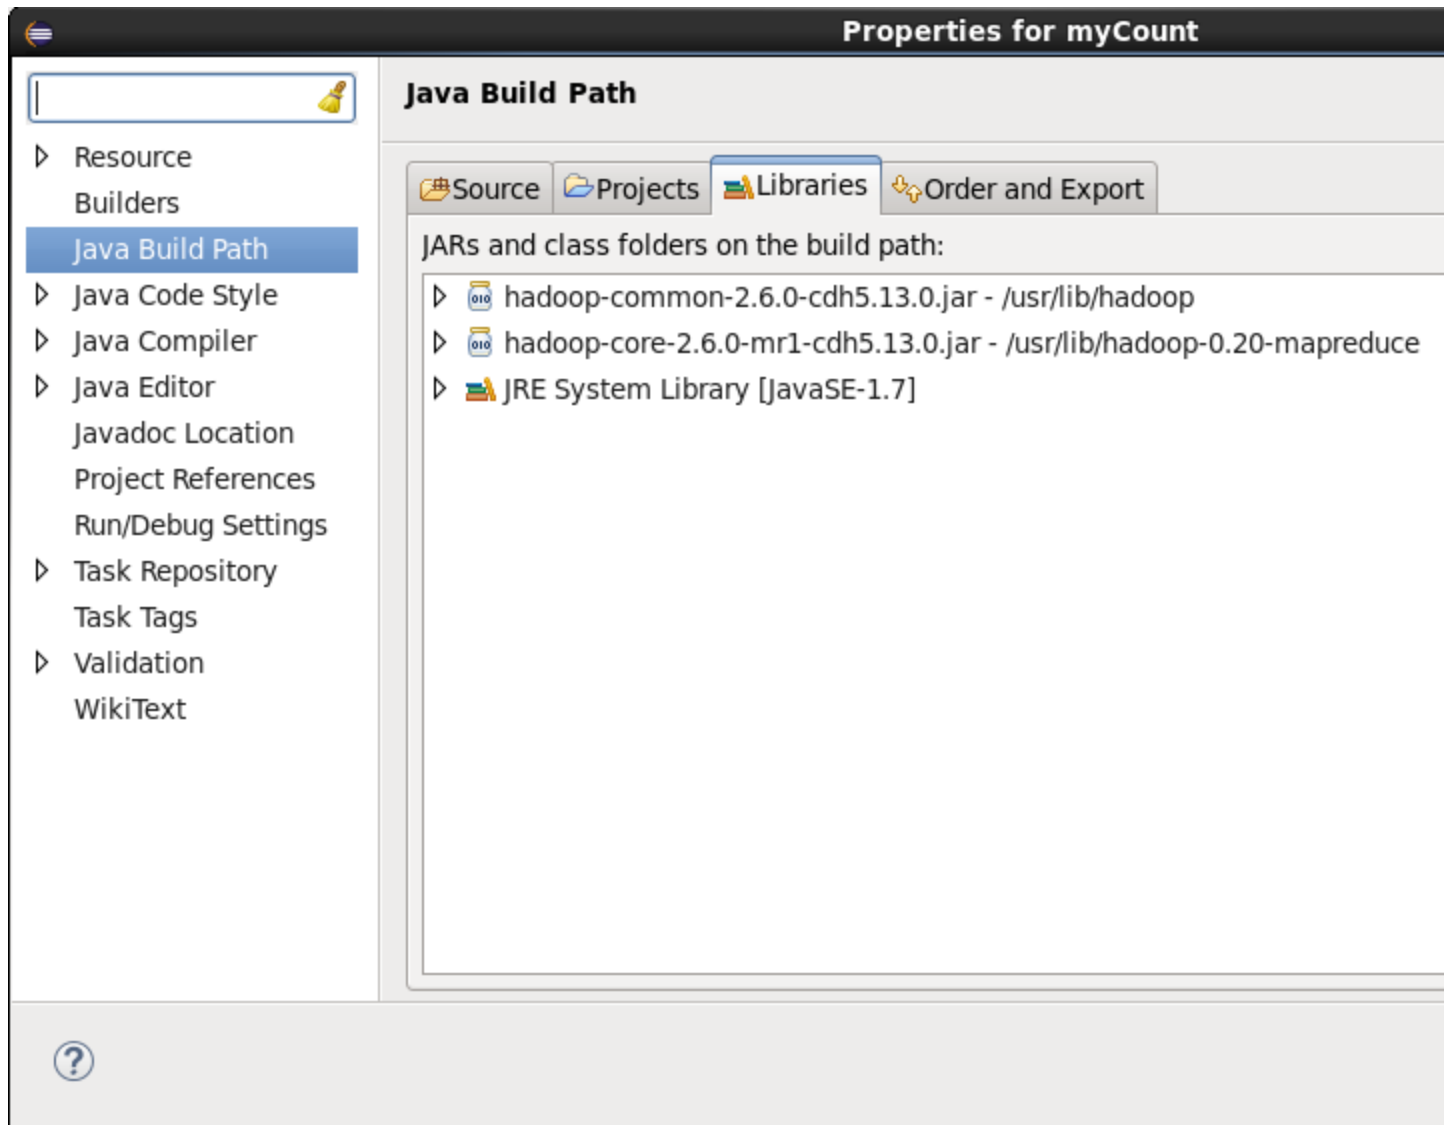 Properties for myCount
Java Build Path
Resource
Builders
Java Build Path
Java Code Style
Java Compiler
Java Editor
Javadoc Location
Project References
Run/Debug Settings
Task Repository
Task Tags
Validation
WikiText
Source Projects Libraries Order and Export
JARs and class folders on the build path:
hadoop-common-2.6.0-cdh5.13.0.jar - /usr/lib/hadoop
hadoop-core-2.6.0-mr1-cdh5.13.0.jar - /usr/lib/hadoop-0.20-mapreduce
JRE System Library [JavaSE-1.7]